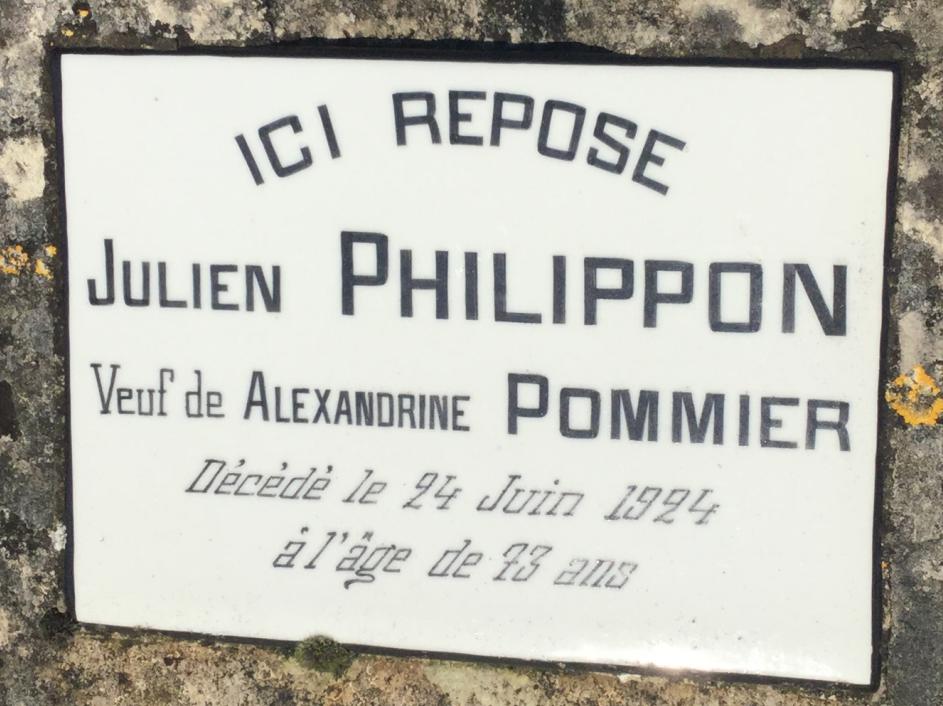 ICI REPOSE
JULIEN PHILIPPON
Veuf de ALEXANDRINE POMMIER
Décédé le 24 Juin 1924
à l'âge de 73 ans